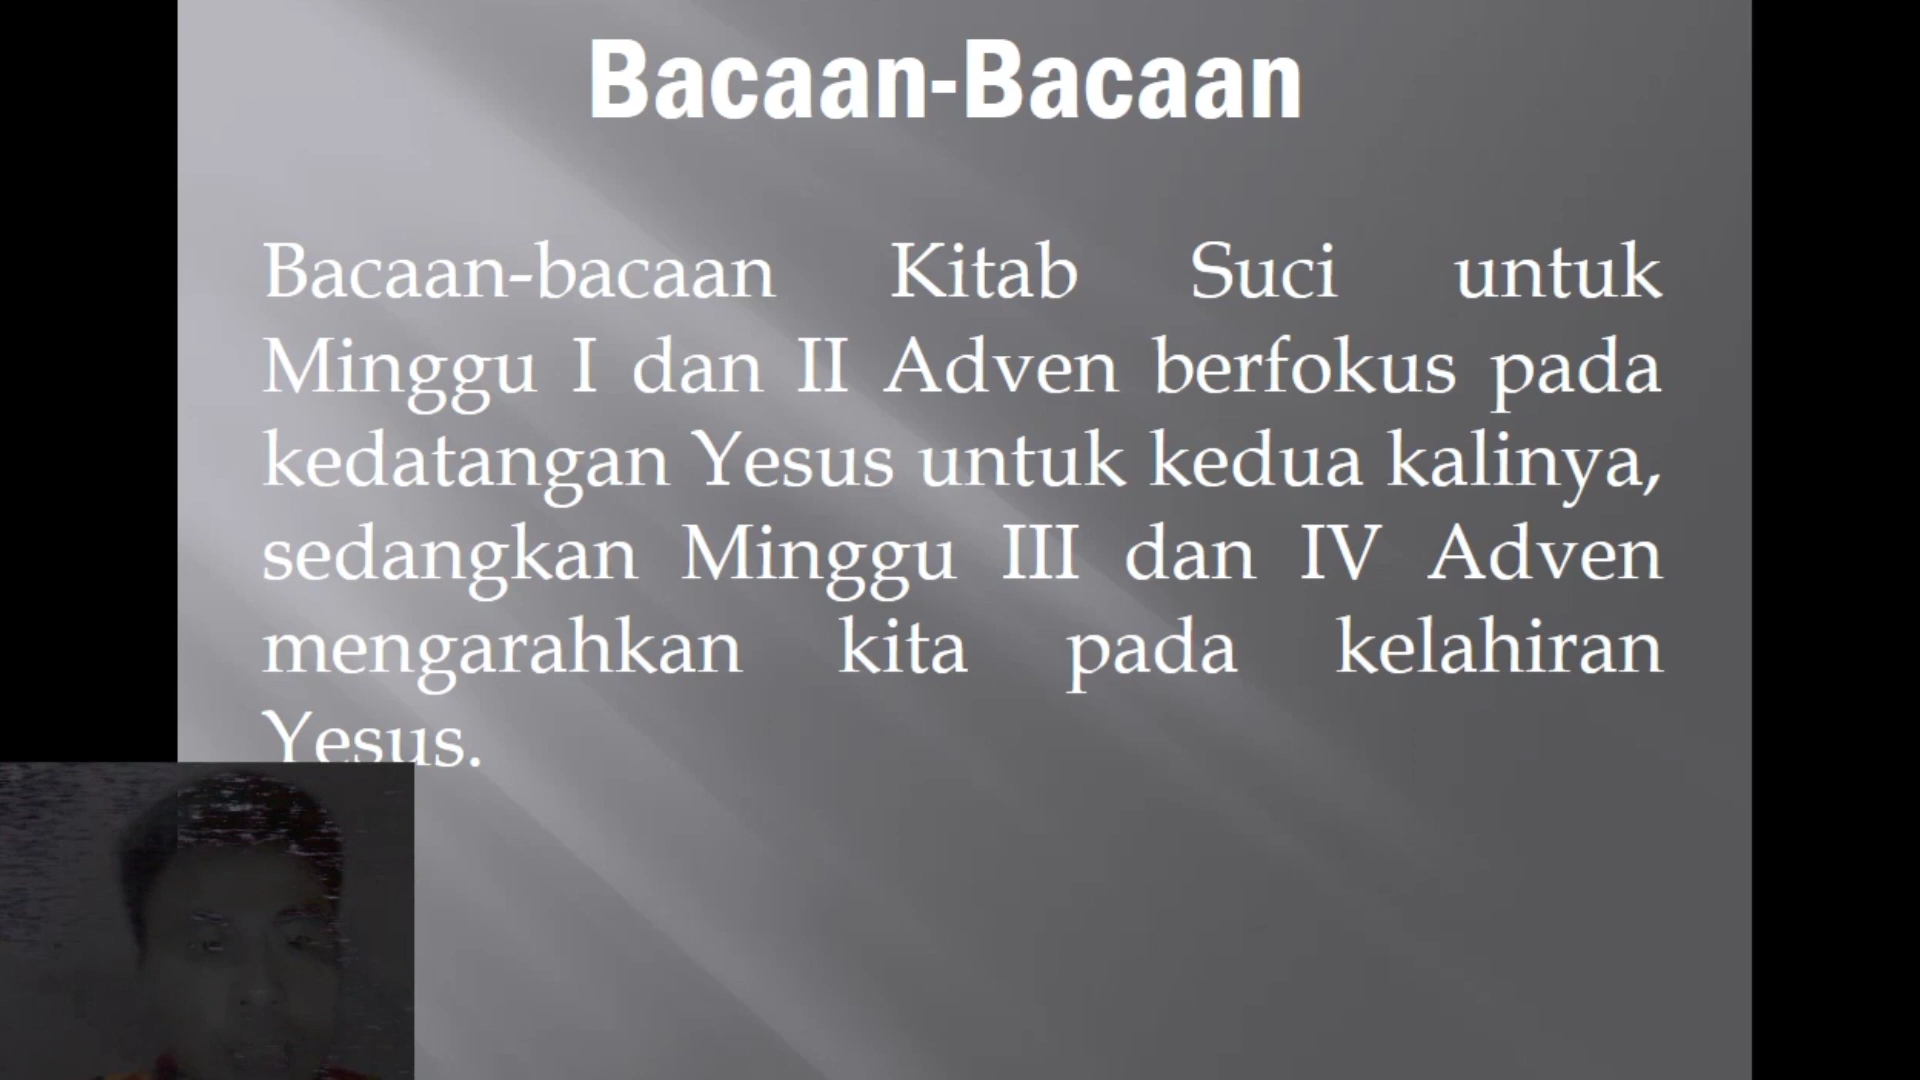 Bacaan-Bacaan
Bacaan-bacaan Kitab Suci untuk
Minggu I dan II Adven berfokus pada
kedatangan Yesus untuk kedua kalinya,
sedangkan Minggu III dan IV Adven
mengarahkan kita pada kelahiran
Yesus.